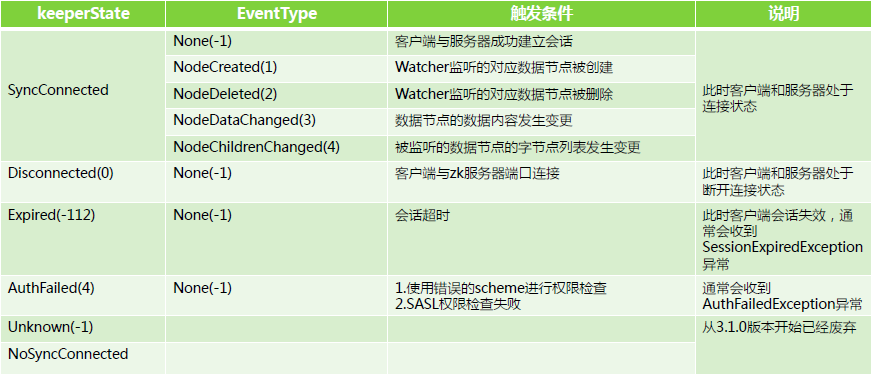 keeperState EventType 触发条件 说明
SyncConnected
None(-1) 客户端与服务器成功建立会话
NodeCreated(1) Watcher监听的对应数据节点被创建
NodeDeleted(2) Watcher监听的对应数据节点被删除
NodeDataChanged(3) 数据节点的数据内容发生变更
NodeChildrenChanged(4) 被监听的数据节点的字节点列表发生变更
此时客户端和服务器处于
连接状态
Disconnected(0) None(-1) 客户端与zk服务器端口连接 此时客户端和服务器处于
断开连接状态
Expired(-112) None(-1) 会话超时 此时客户端会话失效，通
常会收到
SessionExpiredException
异常
AuthFailed(4) None(-1) 1.使用错误的scheme进行权限检查
2.SASL权限检查失败
通常会收到
AuthFailedException异常
Unknown(-1) 从3.1.0版本开始已经废弃
NoSyncConnected